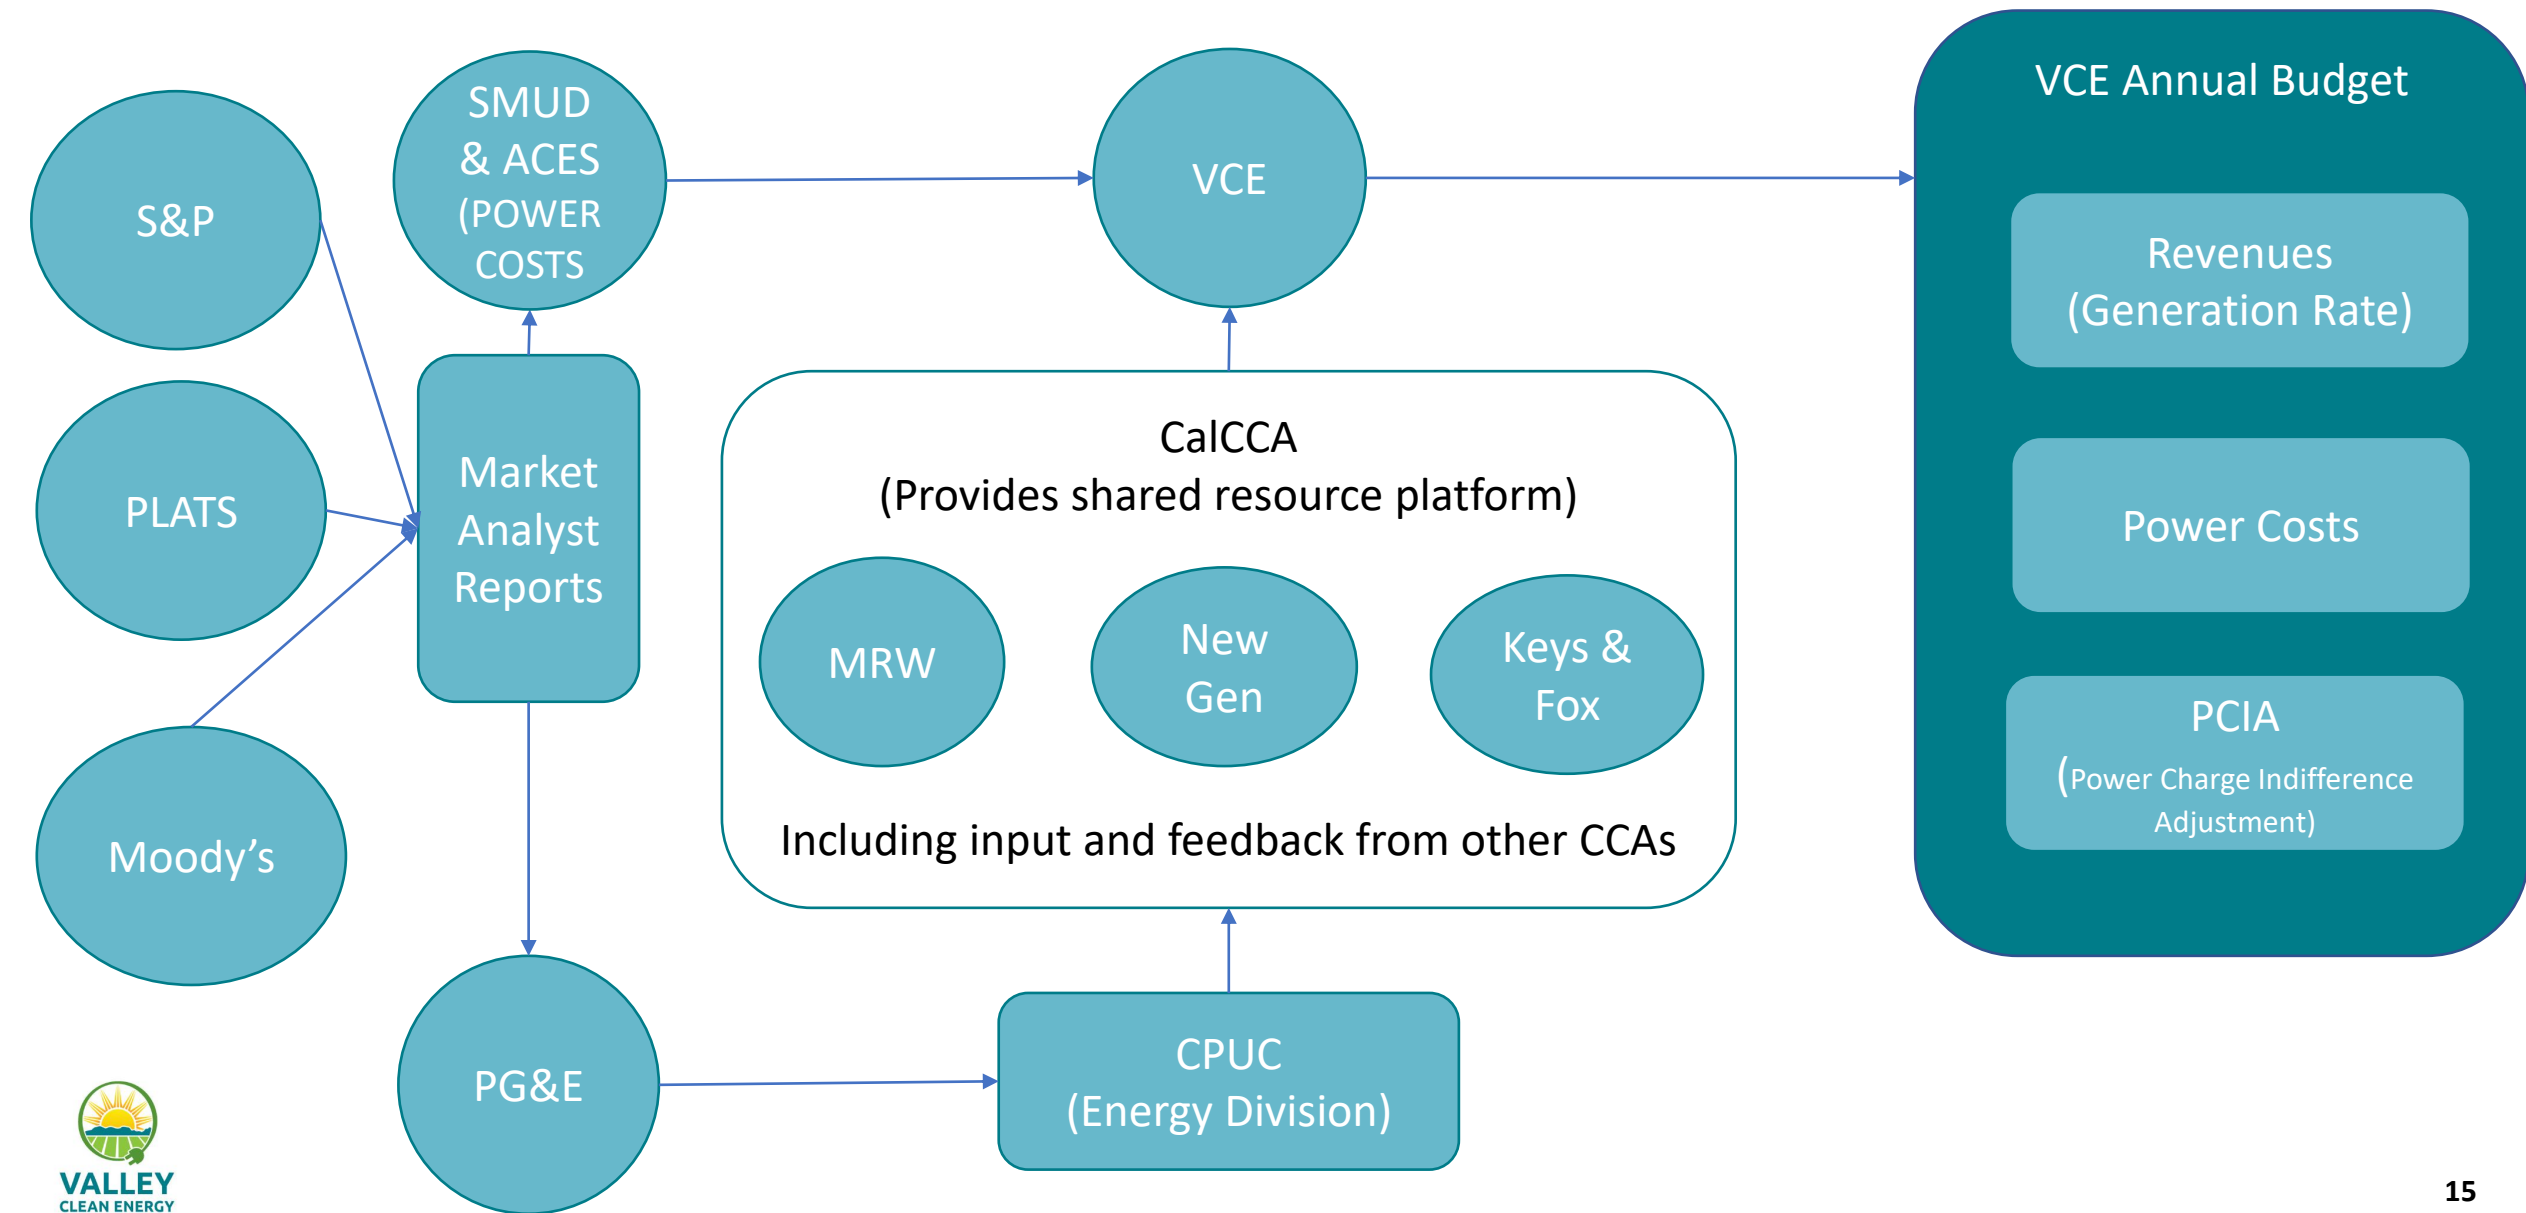 S&P
PLATS
Moody's
SMUD
& ACES
(POWER
COSTS
Market
Analyst
Reports
PG&E
VCE
CalCCA
(Provides shared resource platform)
MRW
New
Gen
Keys &
Fox
Including input and feedback from other CCAs
CPUC
(Energy Division)
VCE Annual Budget
Revenues
(Generation Rate)
Power Costs
PCIA
(Power Charge Indifference
Adjustment)
VALLEY
CLEAN ENERGY
15